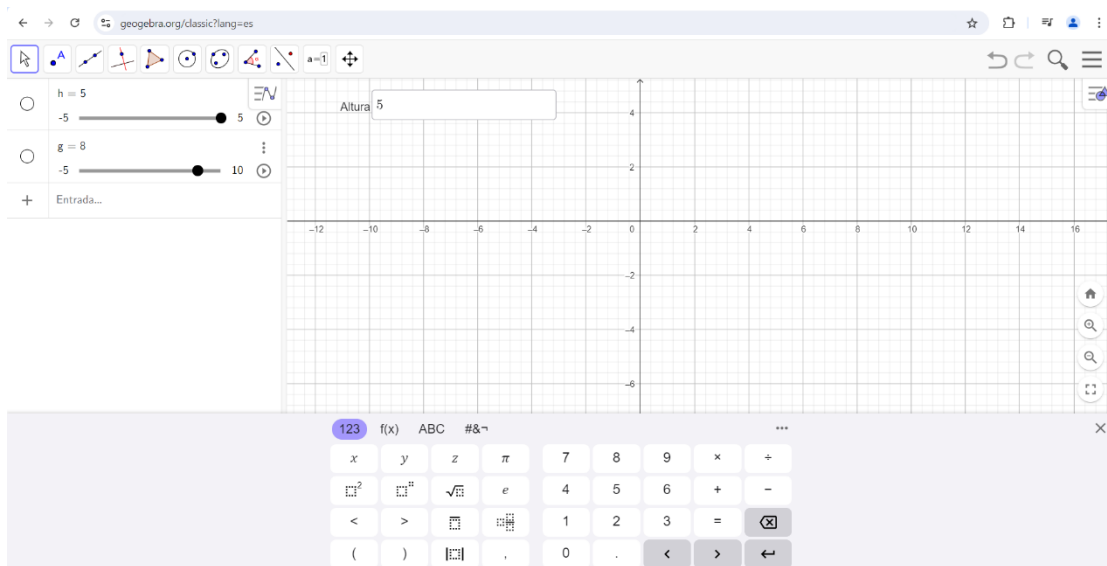 geogebra.org/classic?lang=es
A
a=1
h = 5
-5 5
g = 8
-5 10
+ Entrada...
Altura 5
4
2
−12 −10 −8 −6 −4 −2 0 2 4 6 8 10 12 14 16
−2
−4
−6
123 f(x) ABC #&¬
x y z π 7 8 9 × ÷
2 √ e 4 5 6 + −
< > 1 2 3 =
( ) , 0 . < >